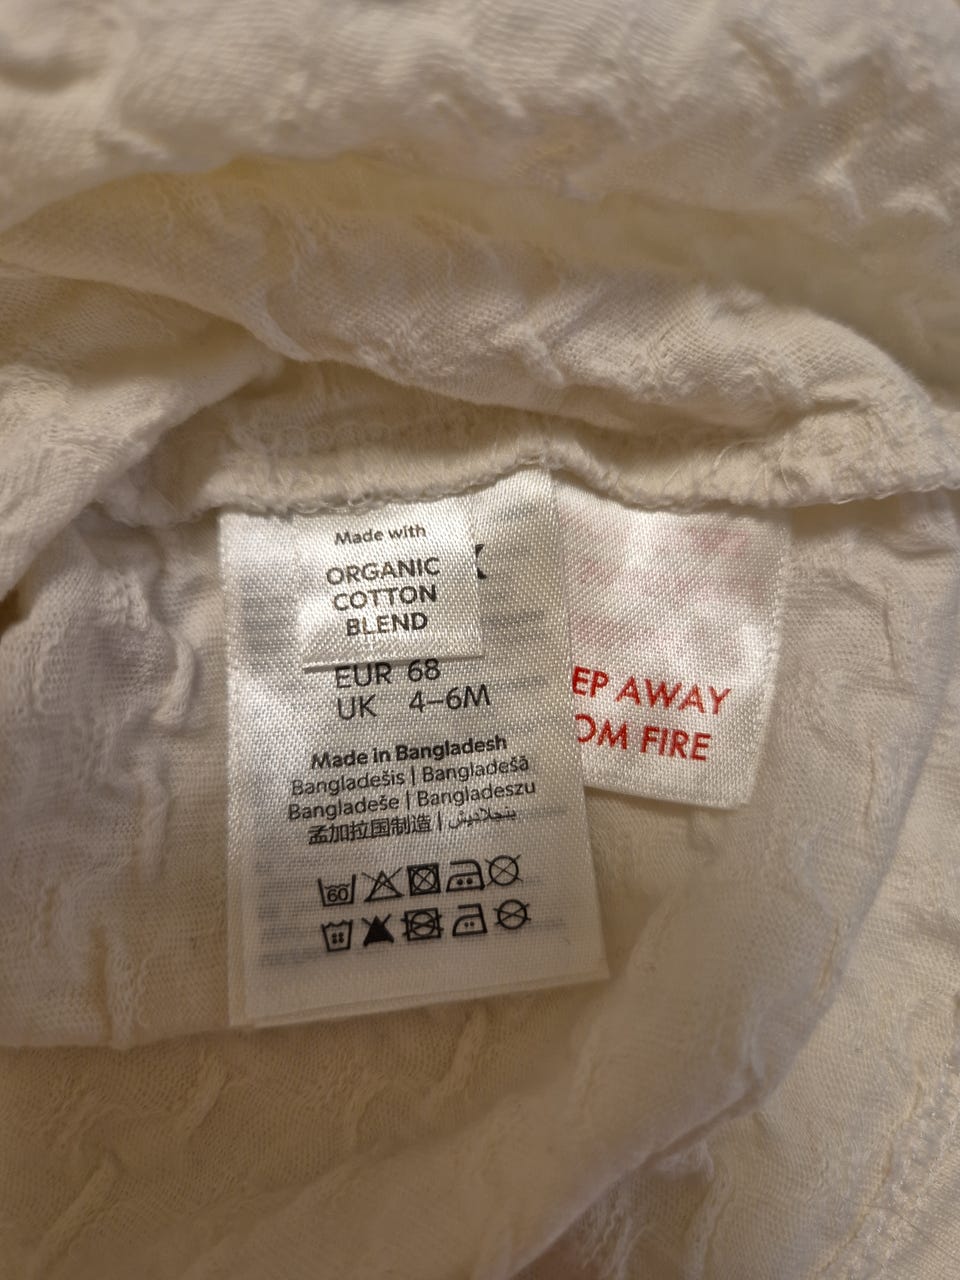 Made with
ORGANIC
COTTON
BLEND
EUR 68
UK 4–6M
Made in Bangladesh
Bangladešis | Bangladešā
Bangladeše | Bangladeszu
孟加拉国制造 | بنجلاديش
60
EP AWAY
OM FIRE